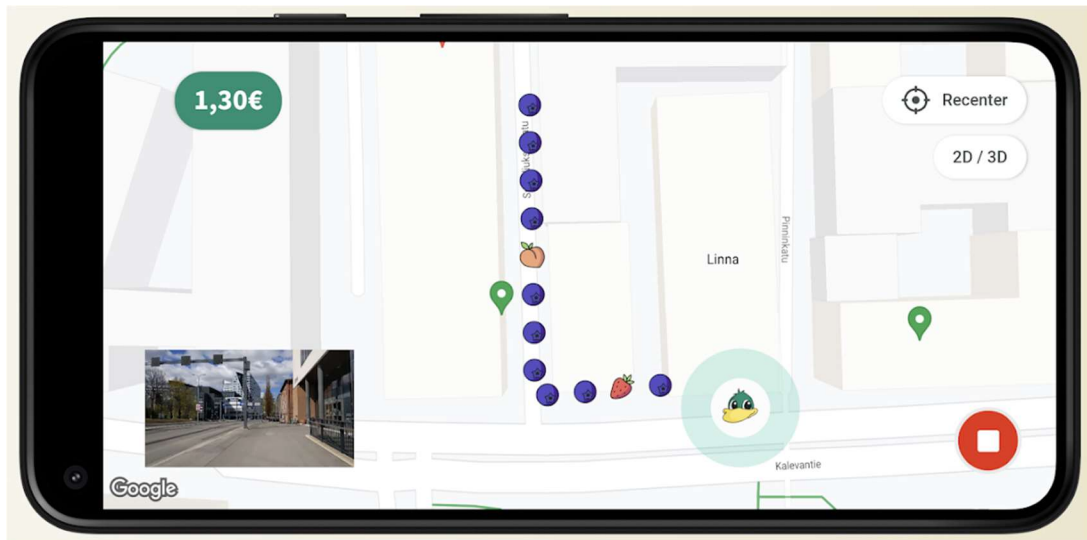 1,30€
Recenter
2D / 3D
Pinninkatu
Linna
Kalevantie
Google